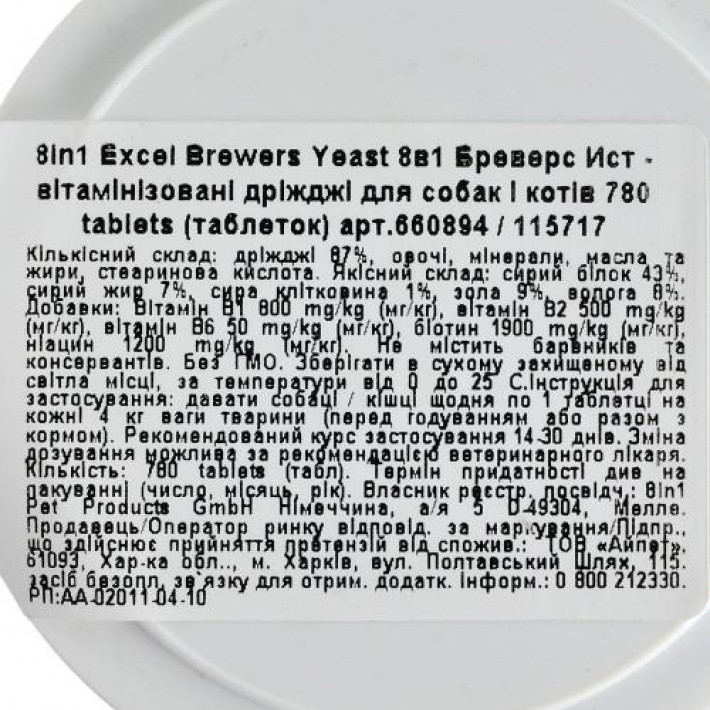 8in1 Excel Brewers Yeast 8в1 Бреверс Ист -
вітамінізовані дріжджі для собак і котів 780
tablets (таблеток) арт.660894 / 115717
Кількісний склад: дріжджі 87%, овочі, мінерали, масла та
жири, стеаринова кислота. Якісний склад: сирий білок 43%,
сирий жир 7%, сира клітковина 1%, зола 9%, волога 8%.
Добавки: Вітамін В1 800 mg/kg (мг/кг), вітамін В2 500 mg/kg
(мг/кг), вітамін В6 50 mg/kg (мг/кг), біотин 1900 mg/kg (мг/кг),
ніацин 1200 mg/kg (мг/кг). Не містить барвників та
консервантів. Без ГМО. Зберігати в сухому захищеному від
світла місці, за температури від 0 до 25 С.Інструкція для
застосування: давати собаці / кішці щодня по 1 таблетці на
кожні 4 кг ваги тварини (перед годуванням або разом з
кормом). Рекомендований курс застосування 14-30 днів. Зміна
дозування можлива за рекомендацією ветеринарного лікаря.
Кількість: 780 tablets (табл). Термін придатності див на
пакуванні (число, місяць, рік). Власник реєстр. посвідч.: 8in1
Pet Products GmbH Німеччина, а/я 5 D-49304, Мелле.
Продавець/Оператор ринку відповід. за маркування/Підпр.,
що здійснює прийняття претензій від спожив.: ТОВ «Айпет».
61093, Хар-ка обл.., м. Харків, вул. Полтавський Шлях, 115.
засіб безопл. зв`язку для отрим. додатк. інформ.: 0 800 212330.
РП:АА-02011-04-10